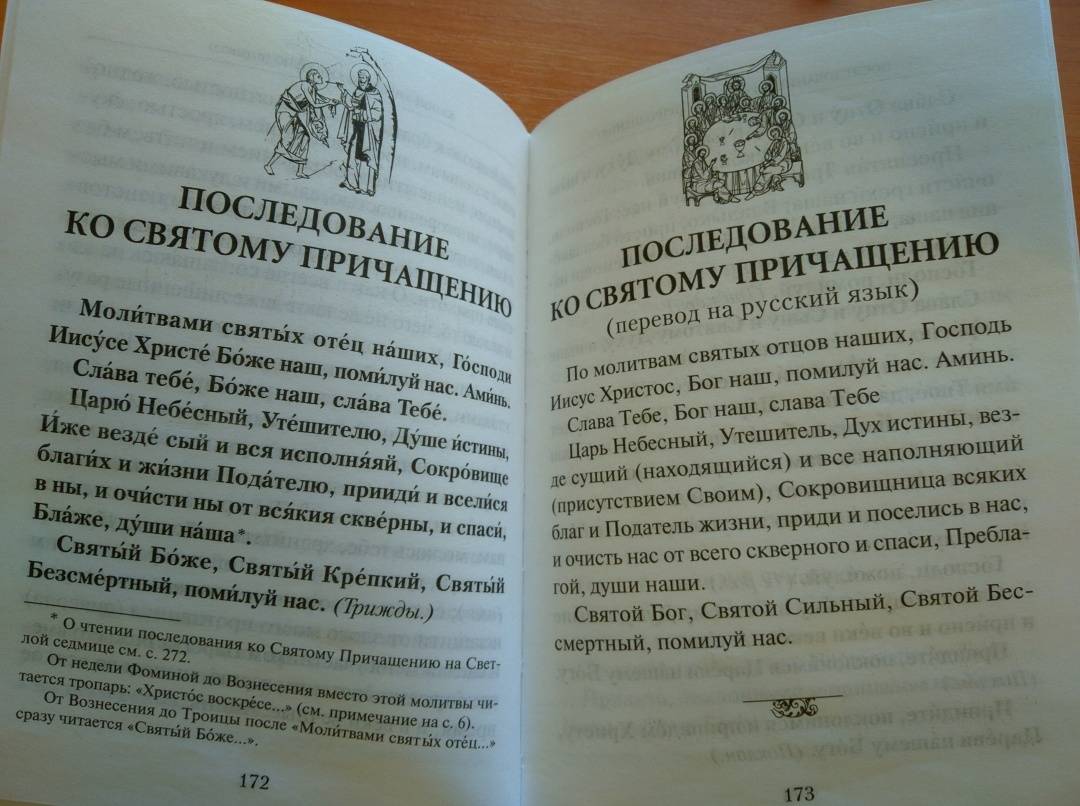 ПОСЛЕДОВАНИЕ
КО СВЯТОМУ ПРИЧАЩЕНИЮ
Моли́твами святы́х оте́ц на́ших, Го́споди
Иису́се Христе́ Бо́же наш, поми́луй нас. Ами́нь.
Сла́ва тебе́, Бо́же наш, сла́ва Тебе́.
Царю́ Небе́сный, Уте́шителю, Ду́ше и́стины,
И́же везде́ сый и вся исполня́яй, Сокро́вище
благи́х и жи́зни Пода́телю, прииди́ и всели́ся
в ны, и очи́сти ны от вся́кия скве́рны, и спаси́,
Бла́же, ду́ши на́ша*.
Святы́й Бо́же, Святы́й Кре́пкий, Святы́й
Безсме́ртный, поми́луй нас. (Трижды.)
* О чтении последования ко Святому Причащению на Свет-
лой седмице см. с. 272.
От недели Фоминой до Вознесения вместо этой молитвы чи-
тается тропарь: «Христо́с воскре́се...» (см. примечание на с. 6).
От Вознесения до Троицы после «Моли́твами святы́х оте́ц...»
сразу читается «Святы́й Бо́же...».
172
ПОСЛЕДОВАНИЕ
КО СВЯТОМУ ПРИЧАЩЕНИЮ
(перевод на русский язык)
По молитвам святых отцов наших, Господь
Иисус Христос, Бог наш, помилуй нас. Аминь.
Слава Тебе, Бог наш, слава Тебе
Царь Небесный, Утешитель, Дух истины, вез-
де сущий (находящийся) и все наполняющий
(присутствием Своим), Сокровищница всяких
благ и Податель жизни, приди и поселись в нас,
и очисть нас от всего скверного и спаси, Пребла-
гой, души наши.
Святой Бог, Святой Сильный, Святой Бес-
смертный, помилуй нас.
173